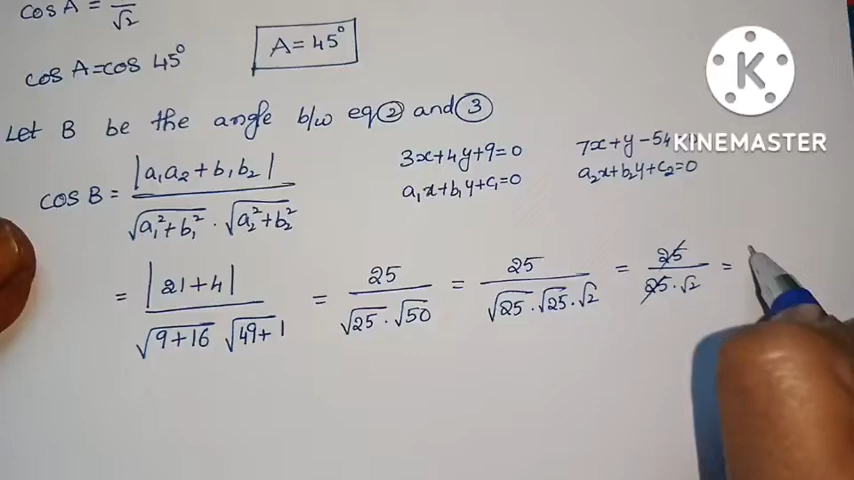 cos A = /√2
cos A = cos 45°
A = 45°
Let B be the angle b/w eq ② and ③
cos B = |a₁a₂ + b₁b₂| / √a₁²+b₁² · √a₂²+b₂²
3x+4y+9=0
a₁x+b₁y+c₁=0
7x+y-54
a₂x+b₂y+c₂=0
= |21+4| / √9+16 √49+1 = 25 / √25 · √50 = 25 / √25 · √25 · √2 = 25 / 25 · √2 =
K
KINEMASTER